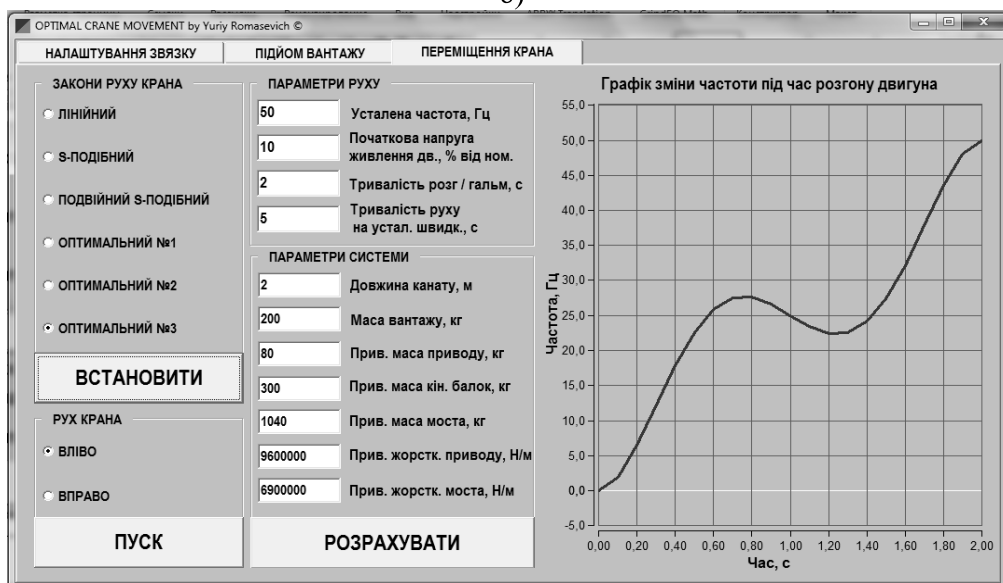 OPTIMAL CRANE MOVEMENT by Yuriy Romasevich ©
НАЛАШТУВАННЯ ЗВЯЗКУ
ПІДЙОМ ВАНТАЖУ
ПЕРЕМІЩЕННЯ КРАНА
ЗАКОНИ РУХУ КРАНА
ЛІНІЙНИЙ
S-ПОДІБНИЙ
ПОДВІЙНИЙ S-ПОДІБНИЙ
ОПТИМАЛЬНИЙ №1
ОПТИМАЛЬНИЙ №2
ОПТИМАЛЬНИЙ №3
ВСТАНОВИТИ
РУХ КРАНА
ВЛІВО
ВПРАВО
ПУСК
ПАРАМЕТРИ РУХУ
50 Усталена частота, Гц
10 Початкова напруга
живлення дв., % від ном.
2 Тривалість розг / гальм, с
5 Тривалість руху
на устал. швидк., с
ПАРАМЕТРИ СИСТЕМИ
2 Довжина канату, м
200 Маса вантажу, кг
80 Прив. маса приводу, кг
300 Прив. маса кін. балок, кг
1040 Прив. маса моста, кг
9600000 Прив. жорстк. приводу, Н/м
6900000 Прив. жорстк. моста, Н/м
РОЗРАХУВАТИ
Графік зміни частоти під час розгону двигуна
Частота, Гц
55,0
50,0
45,0
40,0
35,0
30,0
25,0
20,0
15,0
10,0
5,0
0,0
-5,0
0,00 0,20 0,40 0,60 0,80 1,00 1,20 1,40 1,60 1,80 2,00
Час, с